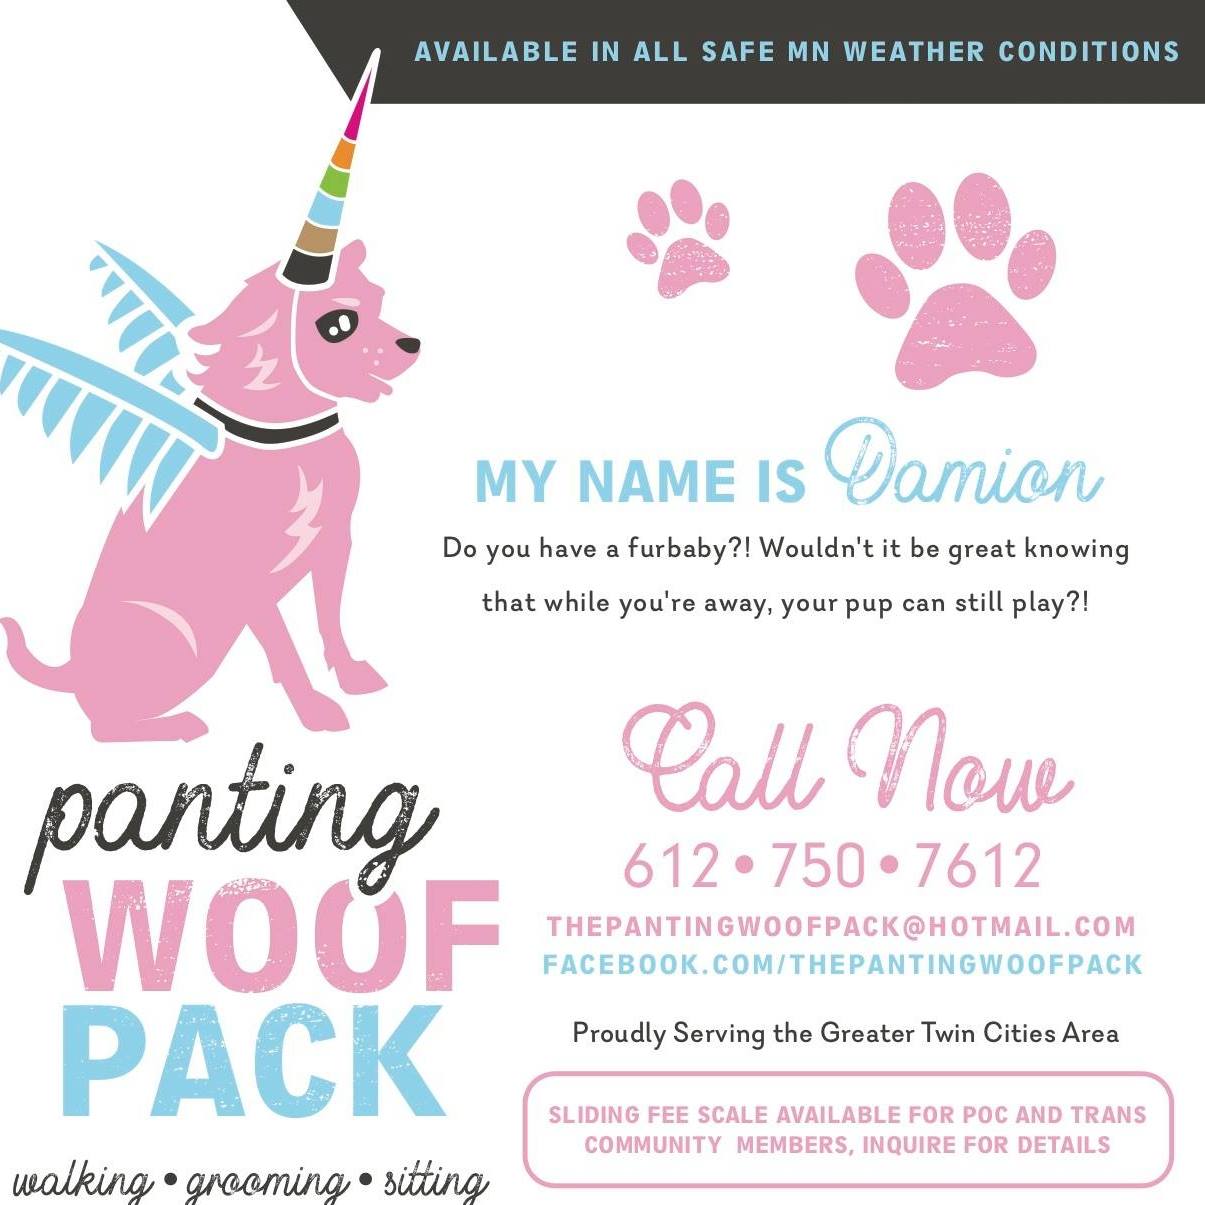 AVAILABLE IN ALL SAFE MN WEATHER CONDITIONS
MY NAME IS Damion
Do you have a furbaby?! Wouldn't it be great knowing
that while you're away, your pup can still play?!
Call Now
612•750•7612
THEPANTINGWOOFPACK@HOTMAIL.COM
FACEBOOK.COM/THEPANTINGWOOFPACK
Proudly Serving the Greater Twin Cities Area
SLIDING FEE SCALE AVAILABLE FOR POC AND TRANS
COMMUNITY MEMBERS, INQUIRE FOR DETAILS
panting
WOOF
PACK
walking • grooming • sitting